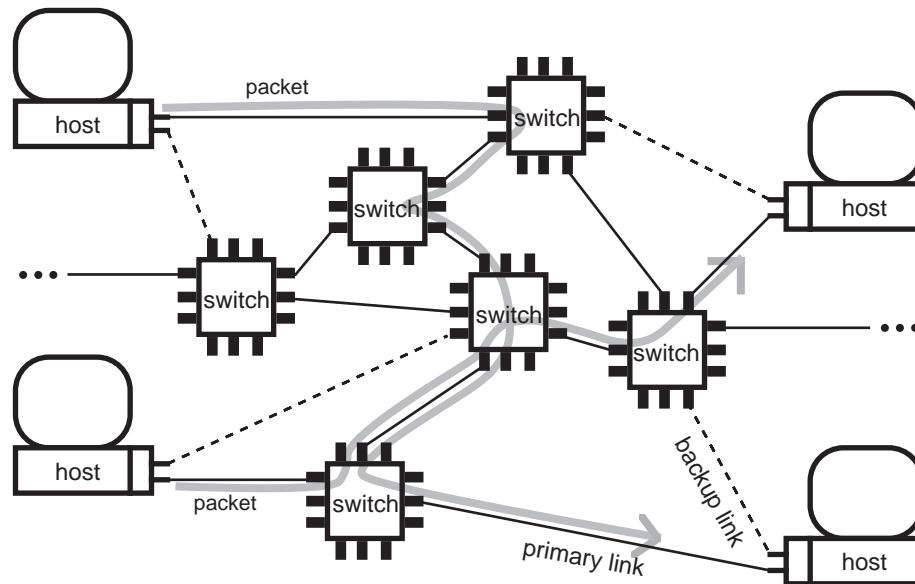 packet
host
switch
switch
host
switch
switch
switch
host
packet
switch
primary link
backup link
host